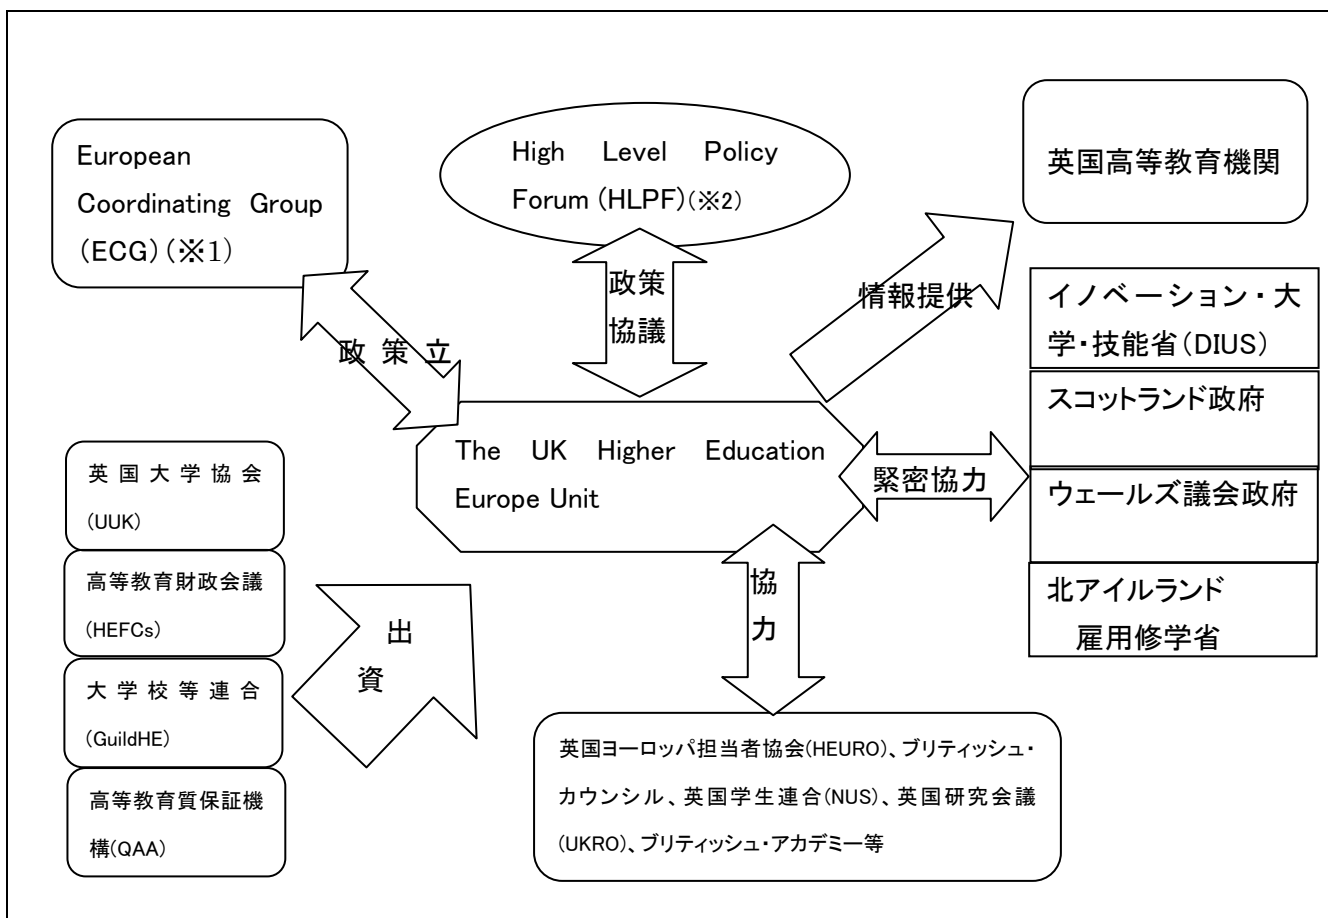 European
Coordinating Group
(ECG)(※1)
High Level Policy
Forum (HLPF)(※2)
英国高等教育機関
政策立
政策
協議
情報提供
イノベーション・大
学・技能省(DIUS)
スコットランド政府
ウェールズ議会政府
北アイルランド
雇用修学省
The UK Higher Education
Europe Unit
緊密協力
英国大学協会
(UUK)
高等教育財政会議
(HEFCs)
大学校等連合
(GuildHE)
高等教育質保証機
構(QAA)
出
資
協
力
英国ヨーロッパ担当者協会(HEURO)、ブリティッシュ・
カウンシル、英国学生連合(NUS)、英国研究会議
(UKRO)、ブリティッシュ・アカデミー等